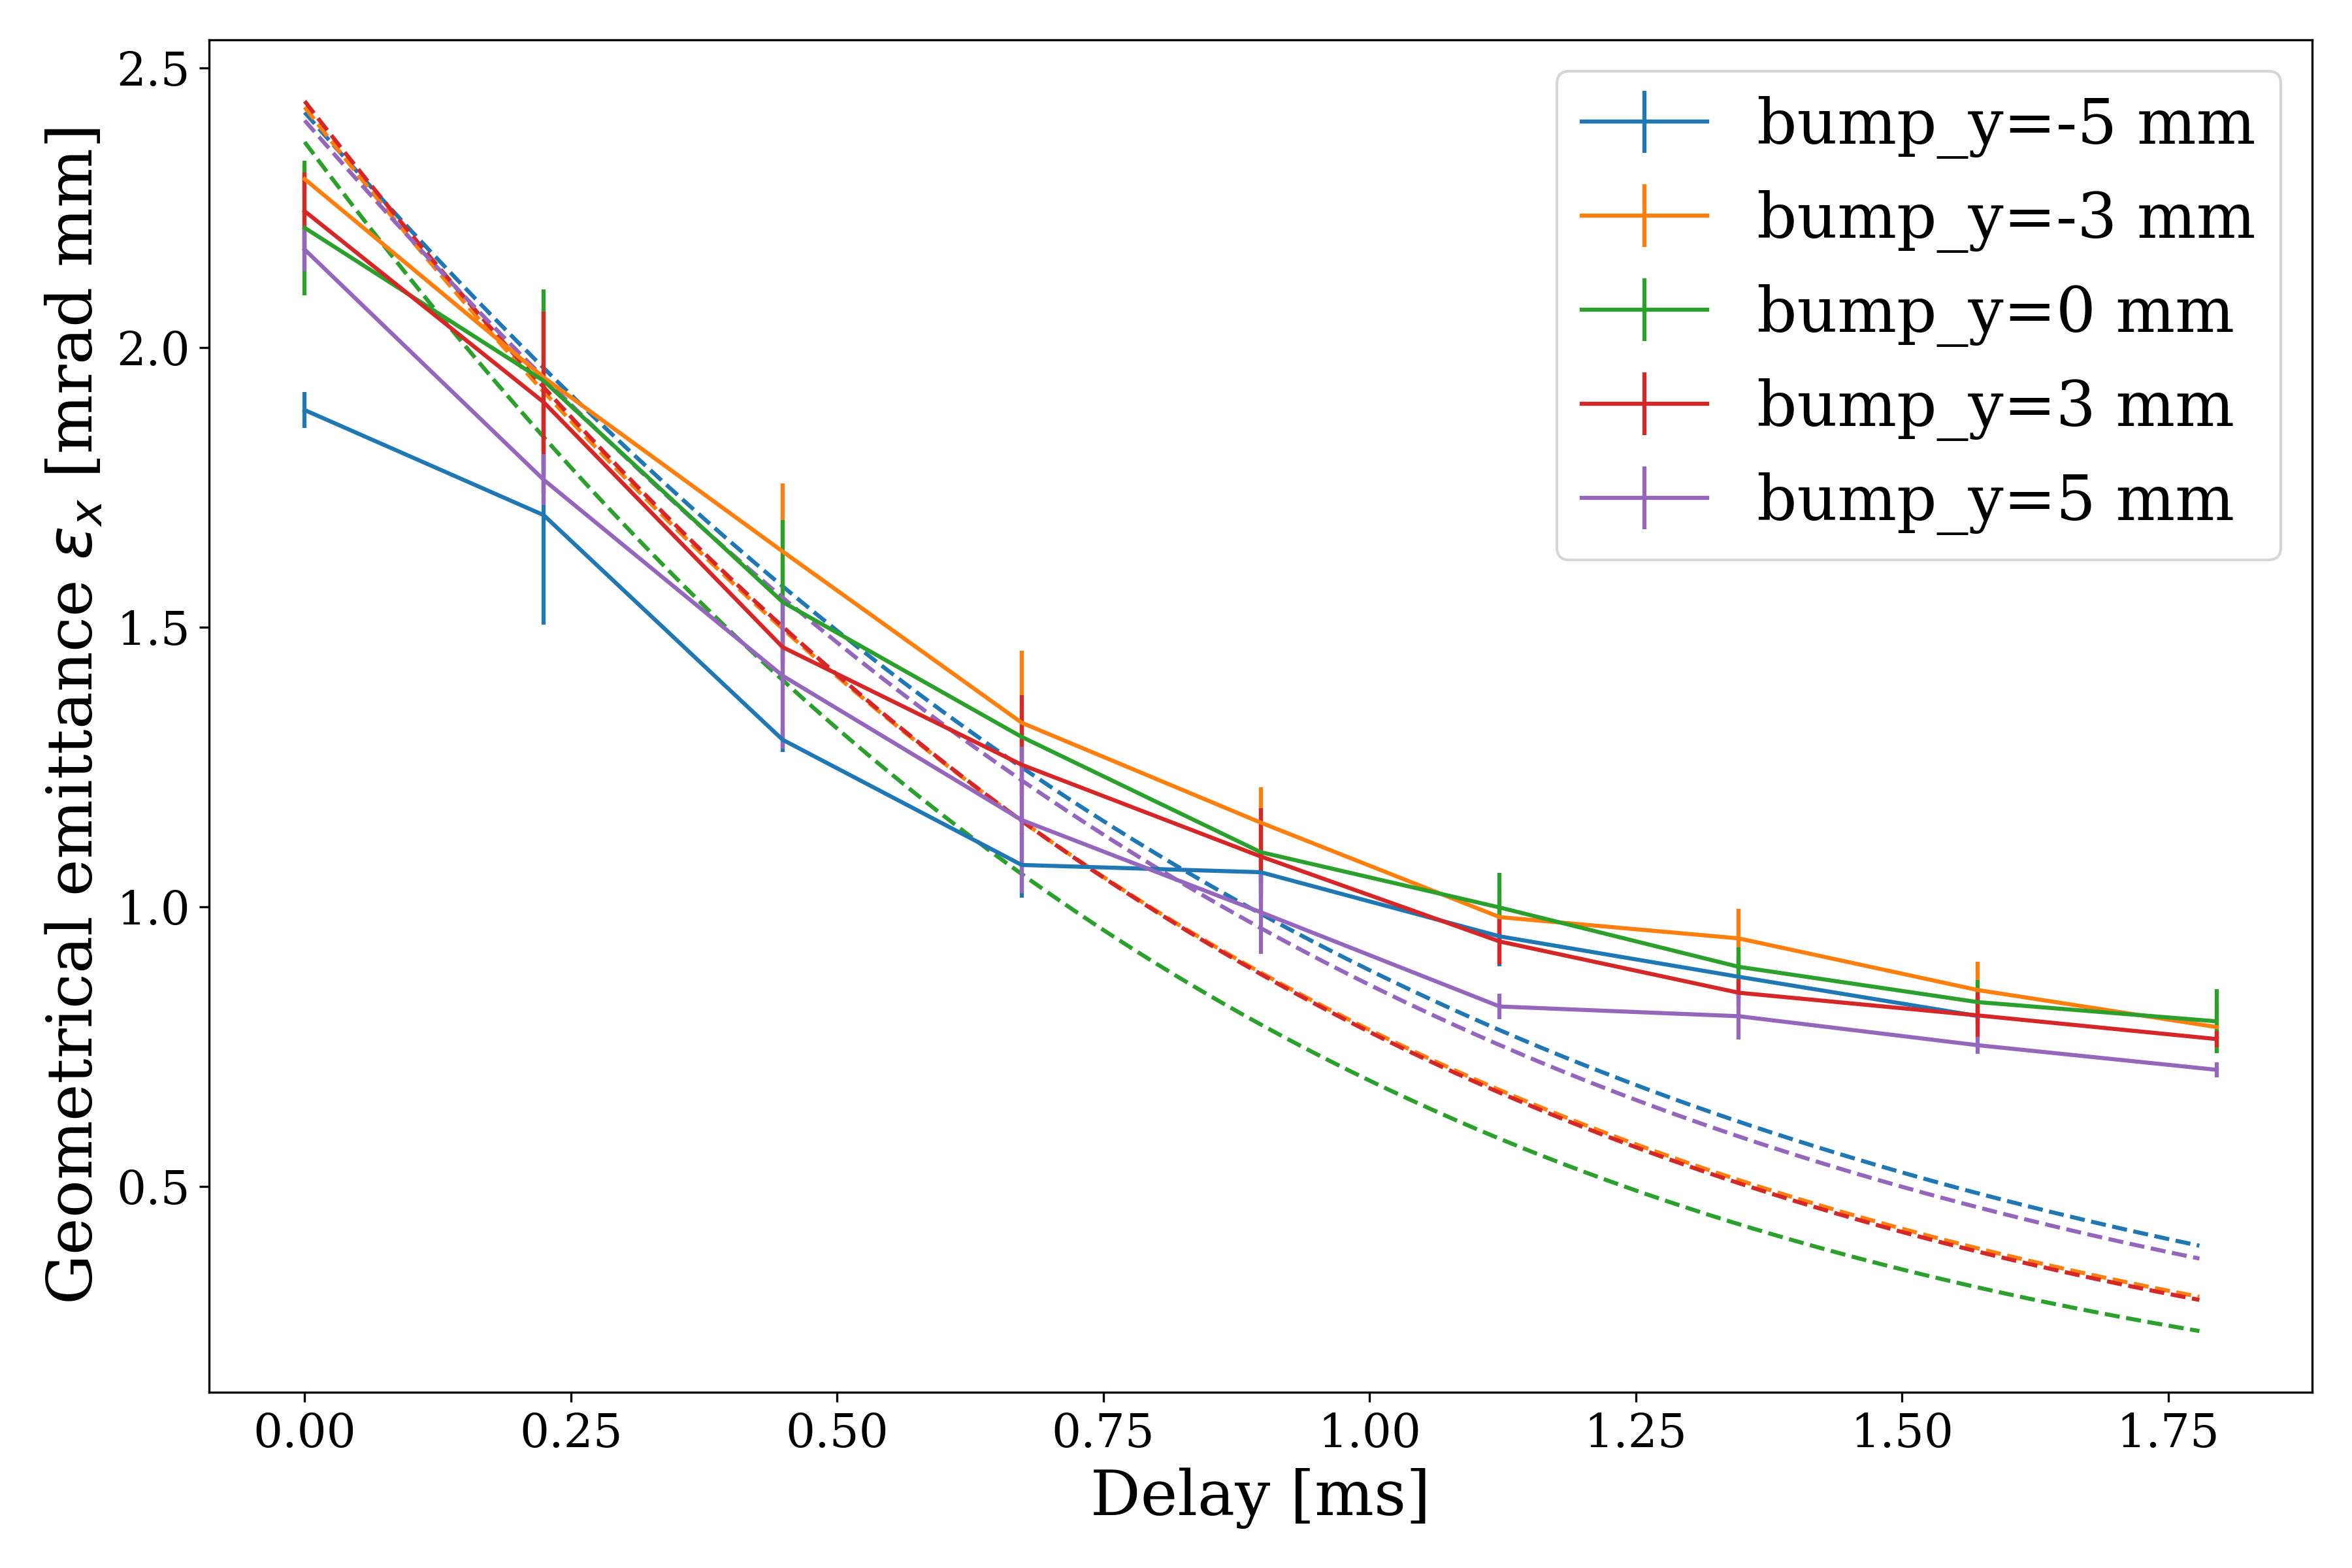 Geometrical emittance εx [mrad mm]
2.5
2.0
1.5
1.0
0.5
bump_y=-5 mm
bump_y=-3 mm
bump_y=0 mm
bump_y=3 mm
bump_y=5 mm
0.00 0.25 0.50 0.75 1.00 1.25 1.50 1.75
Delay [ms]